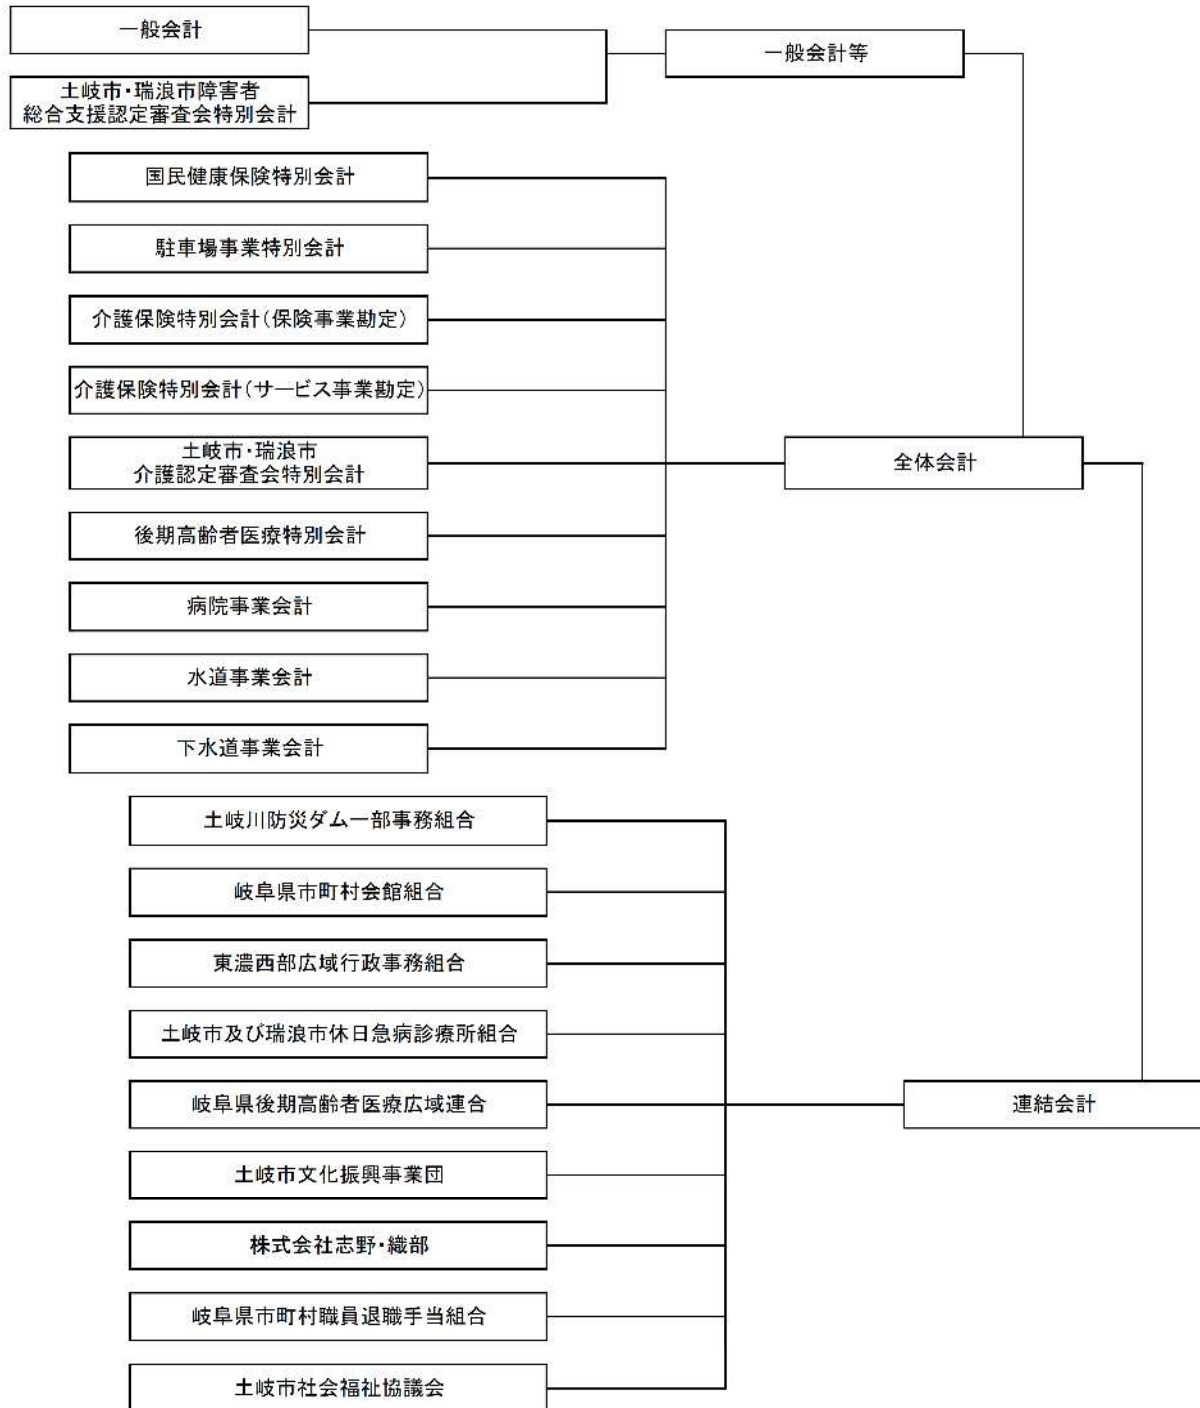 一般会計
一般会計等
土岐市・瑞浪市障害者
総合支援認定審査会特別会計
国民健康保険特別会計
駐車場事業特別会計
介護保険特別会計(保険事業勘定)
介護保険特別会計(サービス事業勘定)
土岐市・瑞浪市
介護認定審査会特別会計
全体会計
後期高齢者医療特別会計
病院事業会計
水道事業会計
下水道事業会計
土岐川防災ダム一部事務組合
岐阜県市町村会館組合
東濃西部広域行政事務組合
土岐市及び瑞浪市休日急病診療所組合
岐阜県後期高齢者医療広域連合
連結会計
土岐市文化振興事業団
株式会社志野・織部
岐阜県市町村職員退職手当組合
土岐市社会福祉協議会